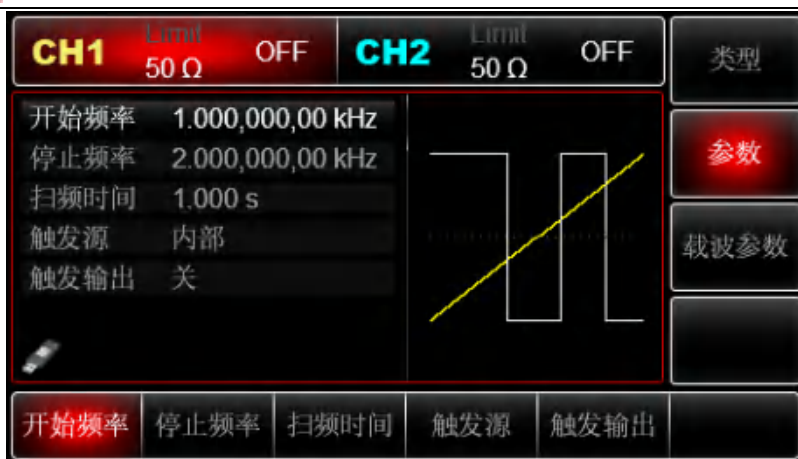 CH1 Limit 50 Ω OFF CH2 Limit 50 Ω OFF
类型
开始频率 1.000,000,00 kHz
停止频率 2.000,000,00 kHz
扫频时间 1.000 s
触发源 内部
触发输出 关
参数
载波参数
开始频率 停止频率 扫频时间 触发源 触发输出